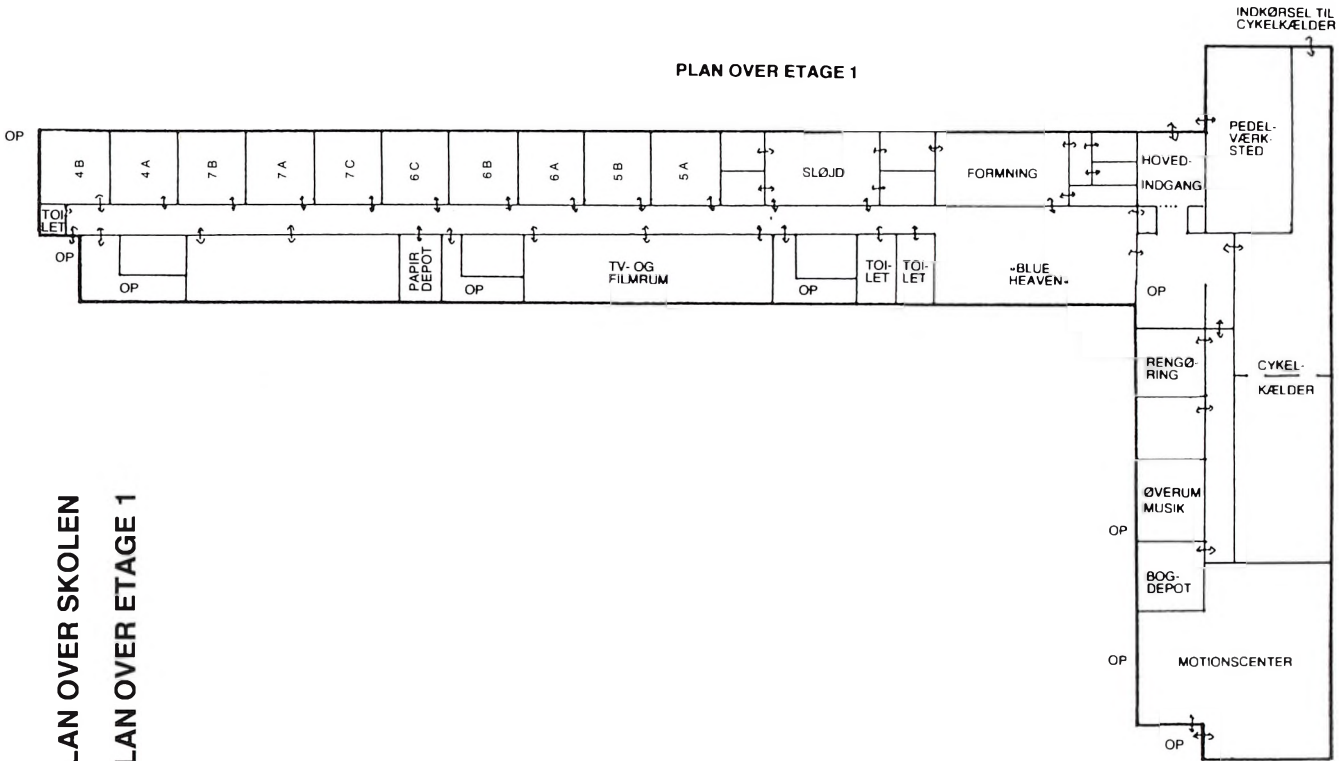 INDKØRSEL TIL
CYKELKÆLDER
PLAN OVER ETAGE 1
OP
4 B
4 A
7 B
7 A
7 C
6 C
6 B
6 A
5 B
5 A
SLØJD
FORMNING
HOVED-
INDGANG
PEDEL-
VÆRK-
STED
TOI-
LET
OP
OP
PAPIR
DEPOT
OP
TV- OG
FILMRUM
OP
TOI-
LET
TOI-
LET
»BLUE
HEAVEN«
OP
RENGØ-
RING
CYKEL-
KÆLDER
ØVERUM
MUSIK
OP
BOG-
DEPOT
OP
MOTIONSCENTER
OP
LAN OVER SKOLEN
LAN OVER ETAGE 1